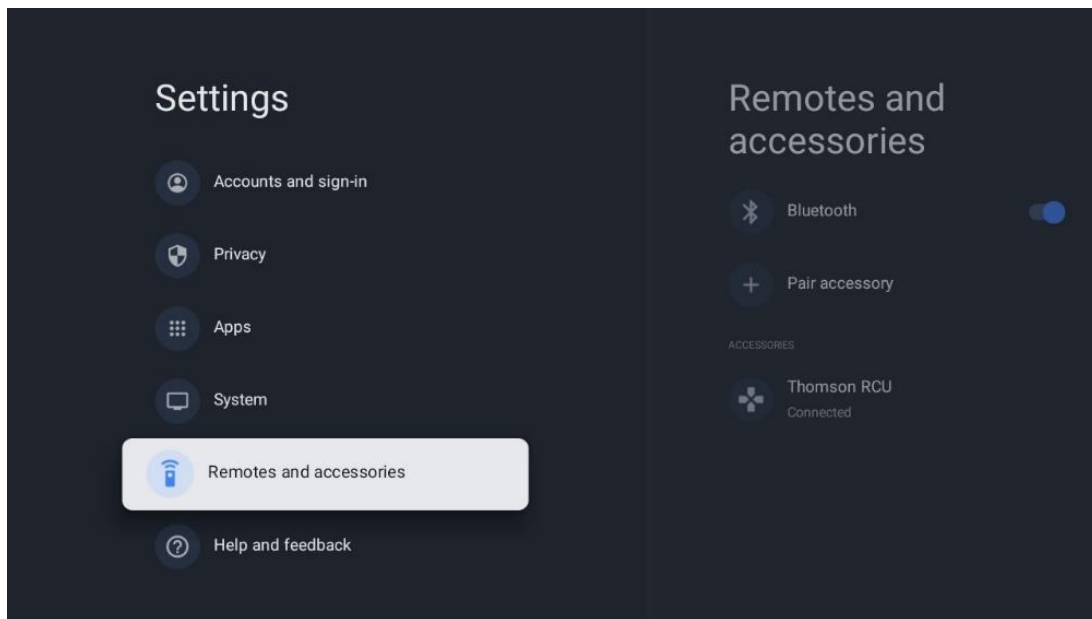 Settings
Accounts and sign-in
Privacy
Apps
System
Remotes and accessories
Help and feedback
Remotes and
accessories
Bluetooth
Pair accessory
ACCESSORIES
Thomson RCU
Connected